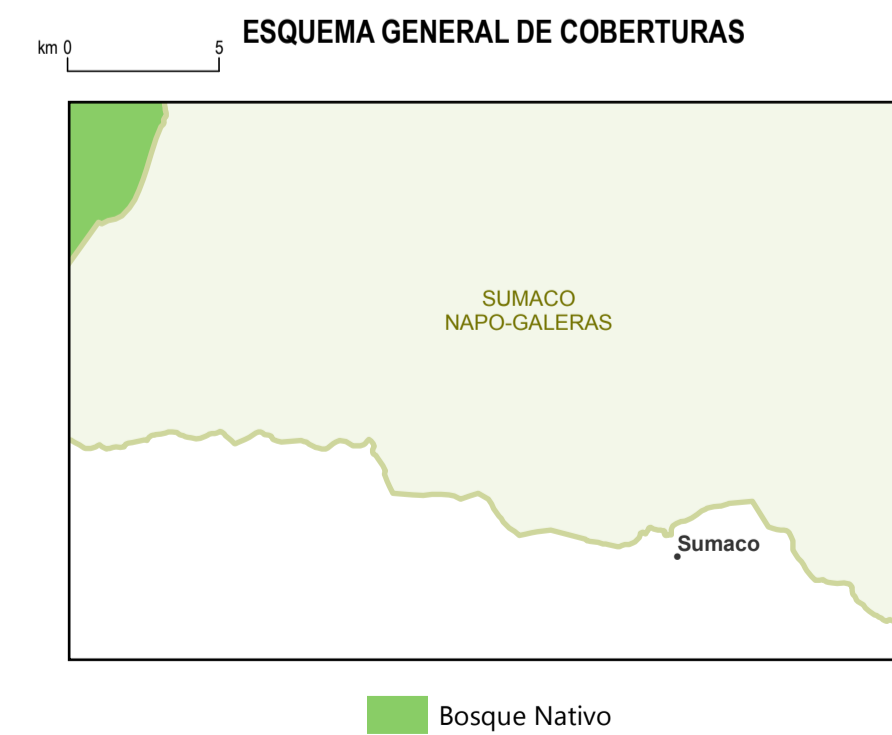 ESQUEMA GENERAL DE COBERTURAS
km 0 5
SUMACO
NAPO-GALERAS
Sumaco
Bosque Nativo